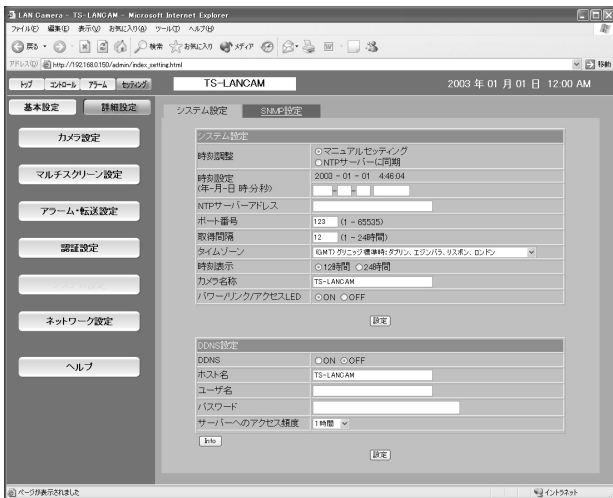 LAN Camera - TS-LANCAM - Microsoft Internet Explorer
ファイル(F) 編集(E) 表示(V) お気に入り(A) ツール(T) ヘルプ(H)
戻る 検索 お気に入り メディア
アドレス(D) http://192.168.0.150/admin/index_setting.html 移動
トップ コントロール アラーム セッティング TS-LANCAM 2003 年 01 月 01 日 12:00 AM
基本設定 詳細設定
システム設定 SNMP設定
カメラ設定
マルチスクリーン設定
アラーム・転送設定
認証設定
システム設定
ネットワーク設定
ヘルプ
システム設定
時刻調整 マニュアルセッティング
NTPサーバーに同期
時刻設定 2003 - 01 - 01 4:46:04
(年-月-日 時:分:秒) - -
NTPサーバーアドレス
ポート番号 123 (1 - 65535)
取得間隔 12 (1 - 24時間)
タイムゾーン (GMT) グリニッジ標準時: ダブリン、エジンバラ、リスボン、ロンドン
時刻表示 12時間 24時間
カメラ名称 TS-LANCAM
パワー/リンク/アクセスLED ON OFF
設定
DDNS設定
DDNS ON OFF
ホスト名 TS-LANCAM
ユーザ名
パスワード
サーバーへのアクセス頻度 1時間
Info
設定
ページが表示されました イントラネット